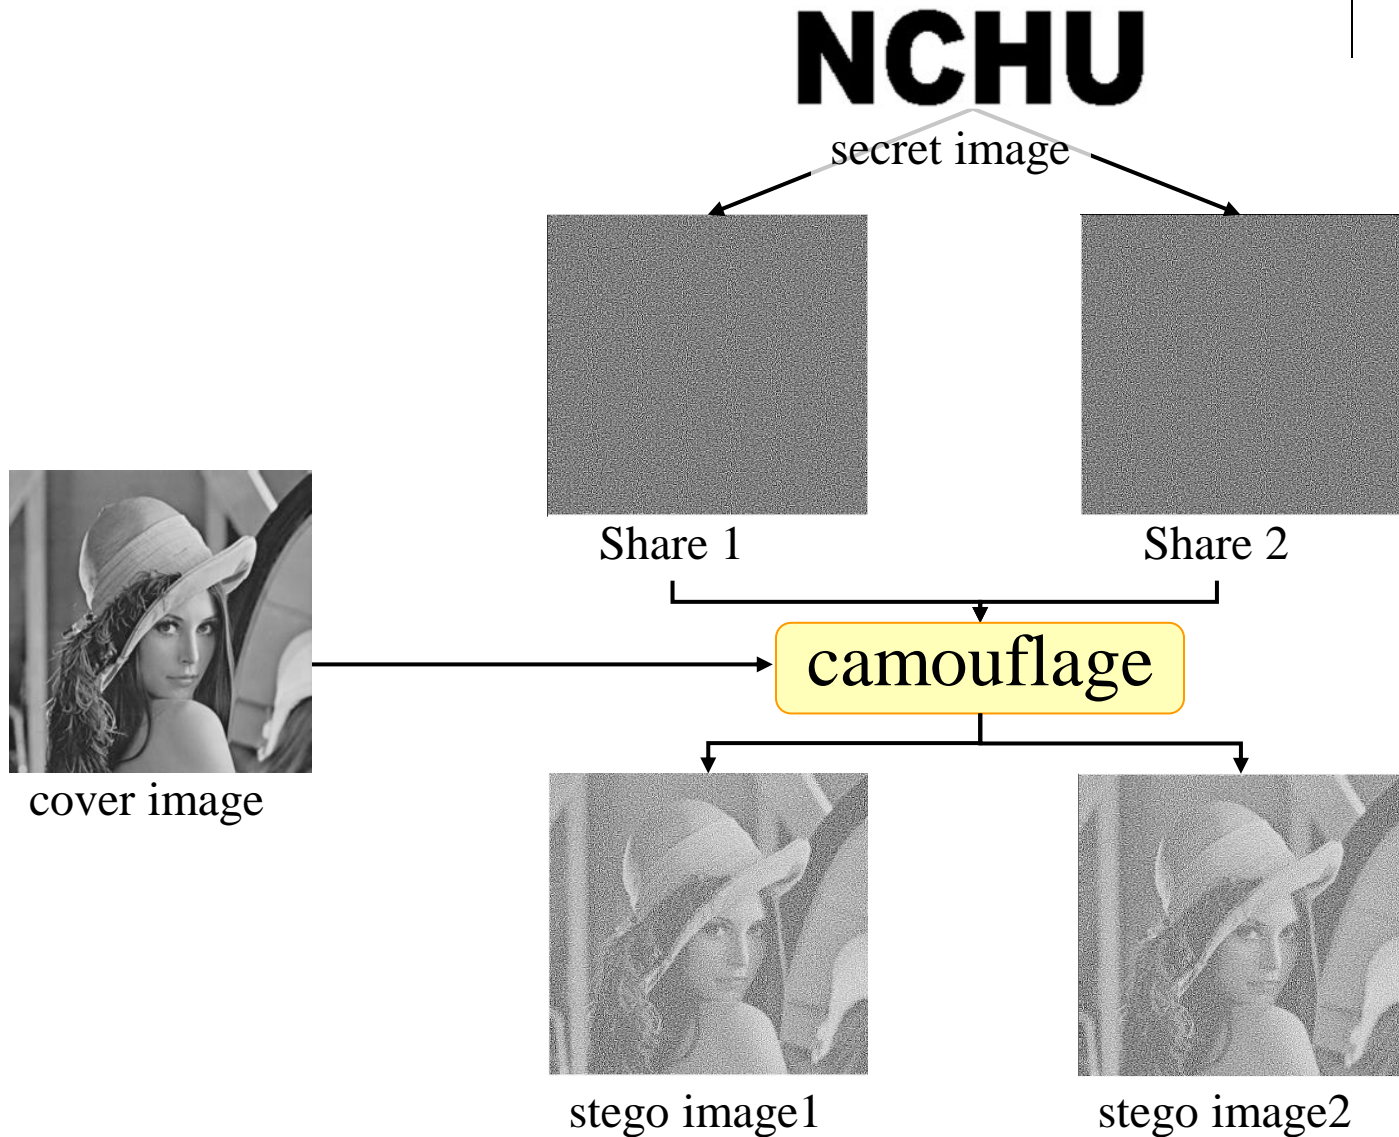 NCHU
secret image
Share 1
Share 2
camouflage
cover image
stego image1
stego image2